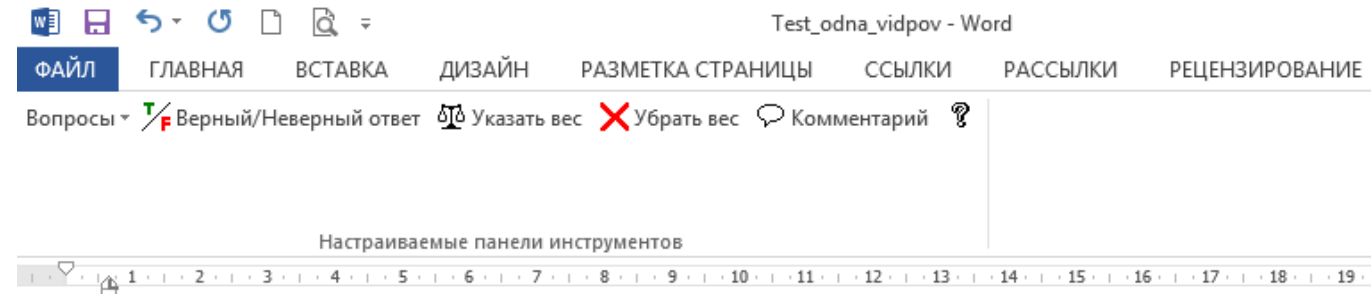 Test_odna_vidpov - Word
ФАЙЛ ГЛАВНАЯ ВСТАВКА ДИЗАЙН РАЗМЕТКА СТРАНИЦЫ ССЫЛКИ РАССЫЛКИ РЕЦЕНЗИРОВАНИЕ
Вопросы T/F Верный/Неверный ответ Указать вес Убрать вес Комментарий ?
Настраиваемые панели инструментов
1 2 3 4 5 6 7 8 9 10 11 12 13 14 15 16 17 18 19